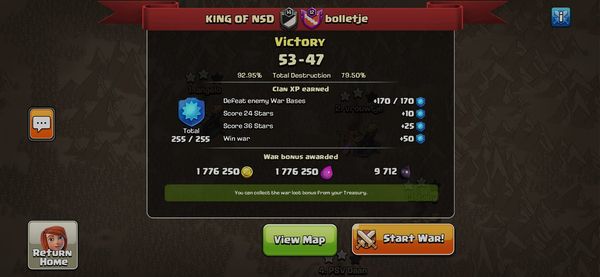 KING OF NSD bolletje
Victory
53-47
92.95% Total Destruction 79.50%
Clan XP earned
Defeat enemy War Bases +170 / 170
Score 24 Stars +10
Score 36 Stars +25
Win war +50
Total
255 / 255
War bonus awarded
1 776 250 1 776 250 9 712
You can collect the war loot bonus from your Treasury.
View Map
Start War!
Return
Home
4. PSV Daan